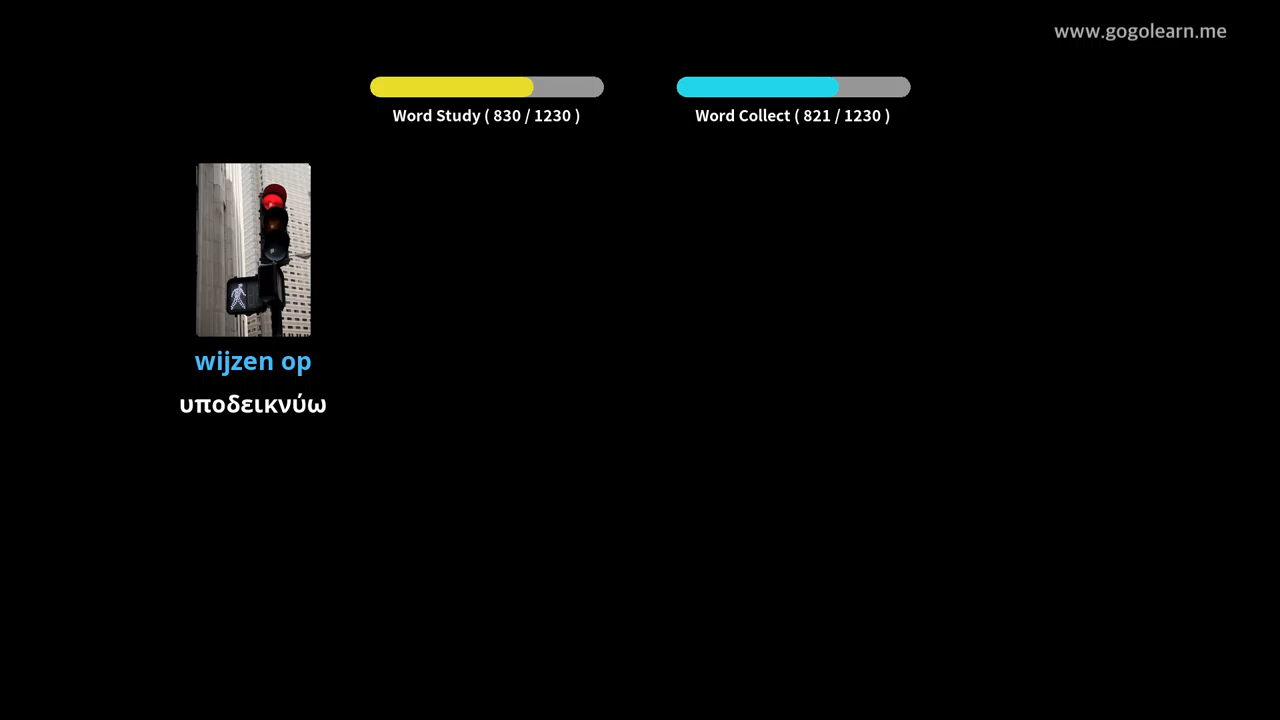 www.gogolearn.me
Word Study ( 830 / 1230 )
Word Collect ( 821 / 1230 )
wijzen op
υποδεικνύω